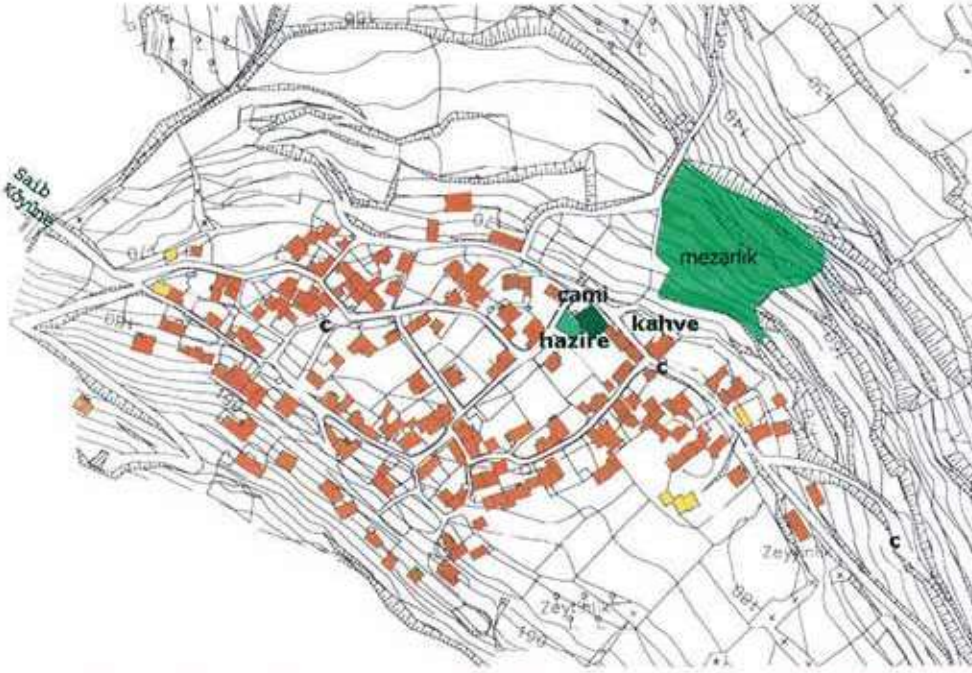 Saib
Köyüne
mezarlık
cami
hazire
kahve
c
c
c
Zeytinlik
Zeytinlik